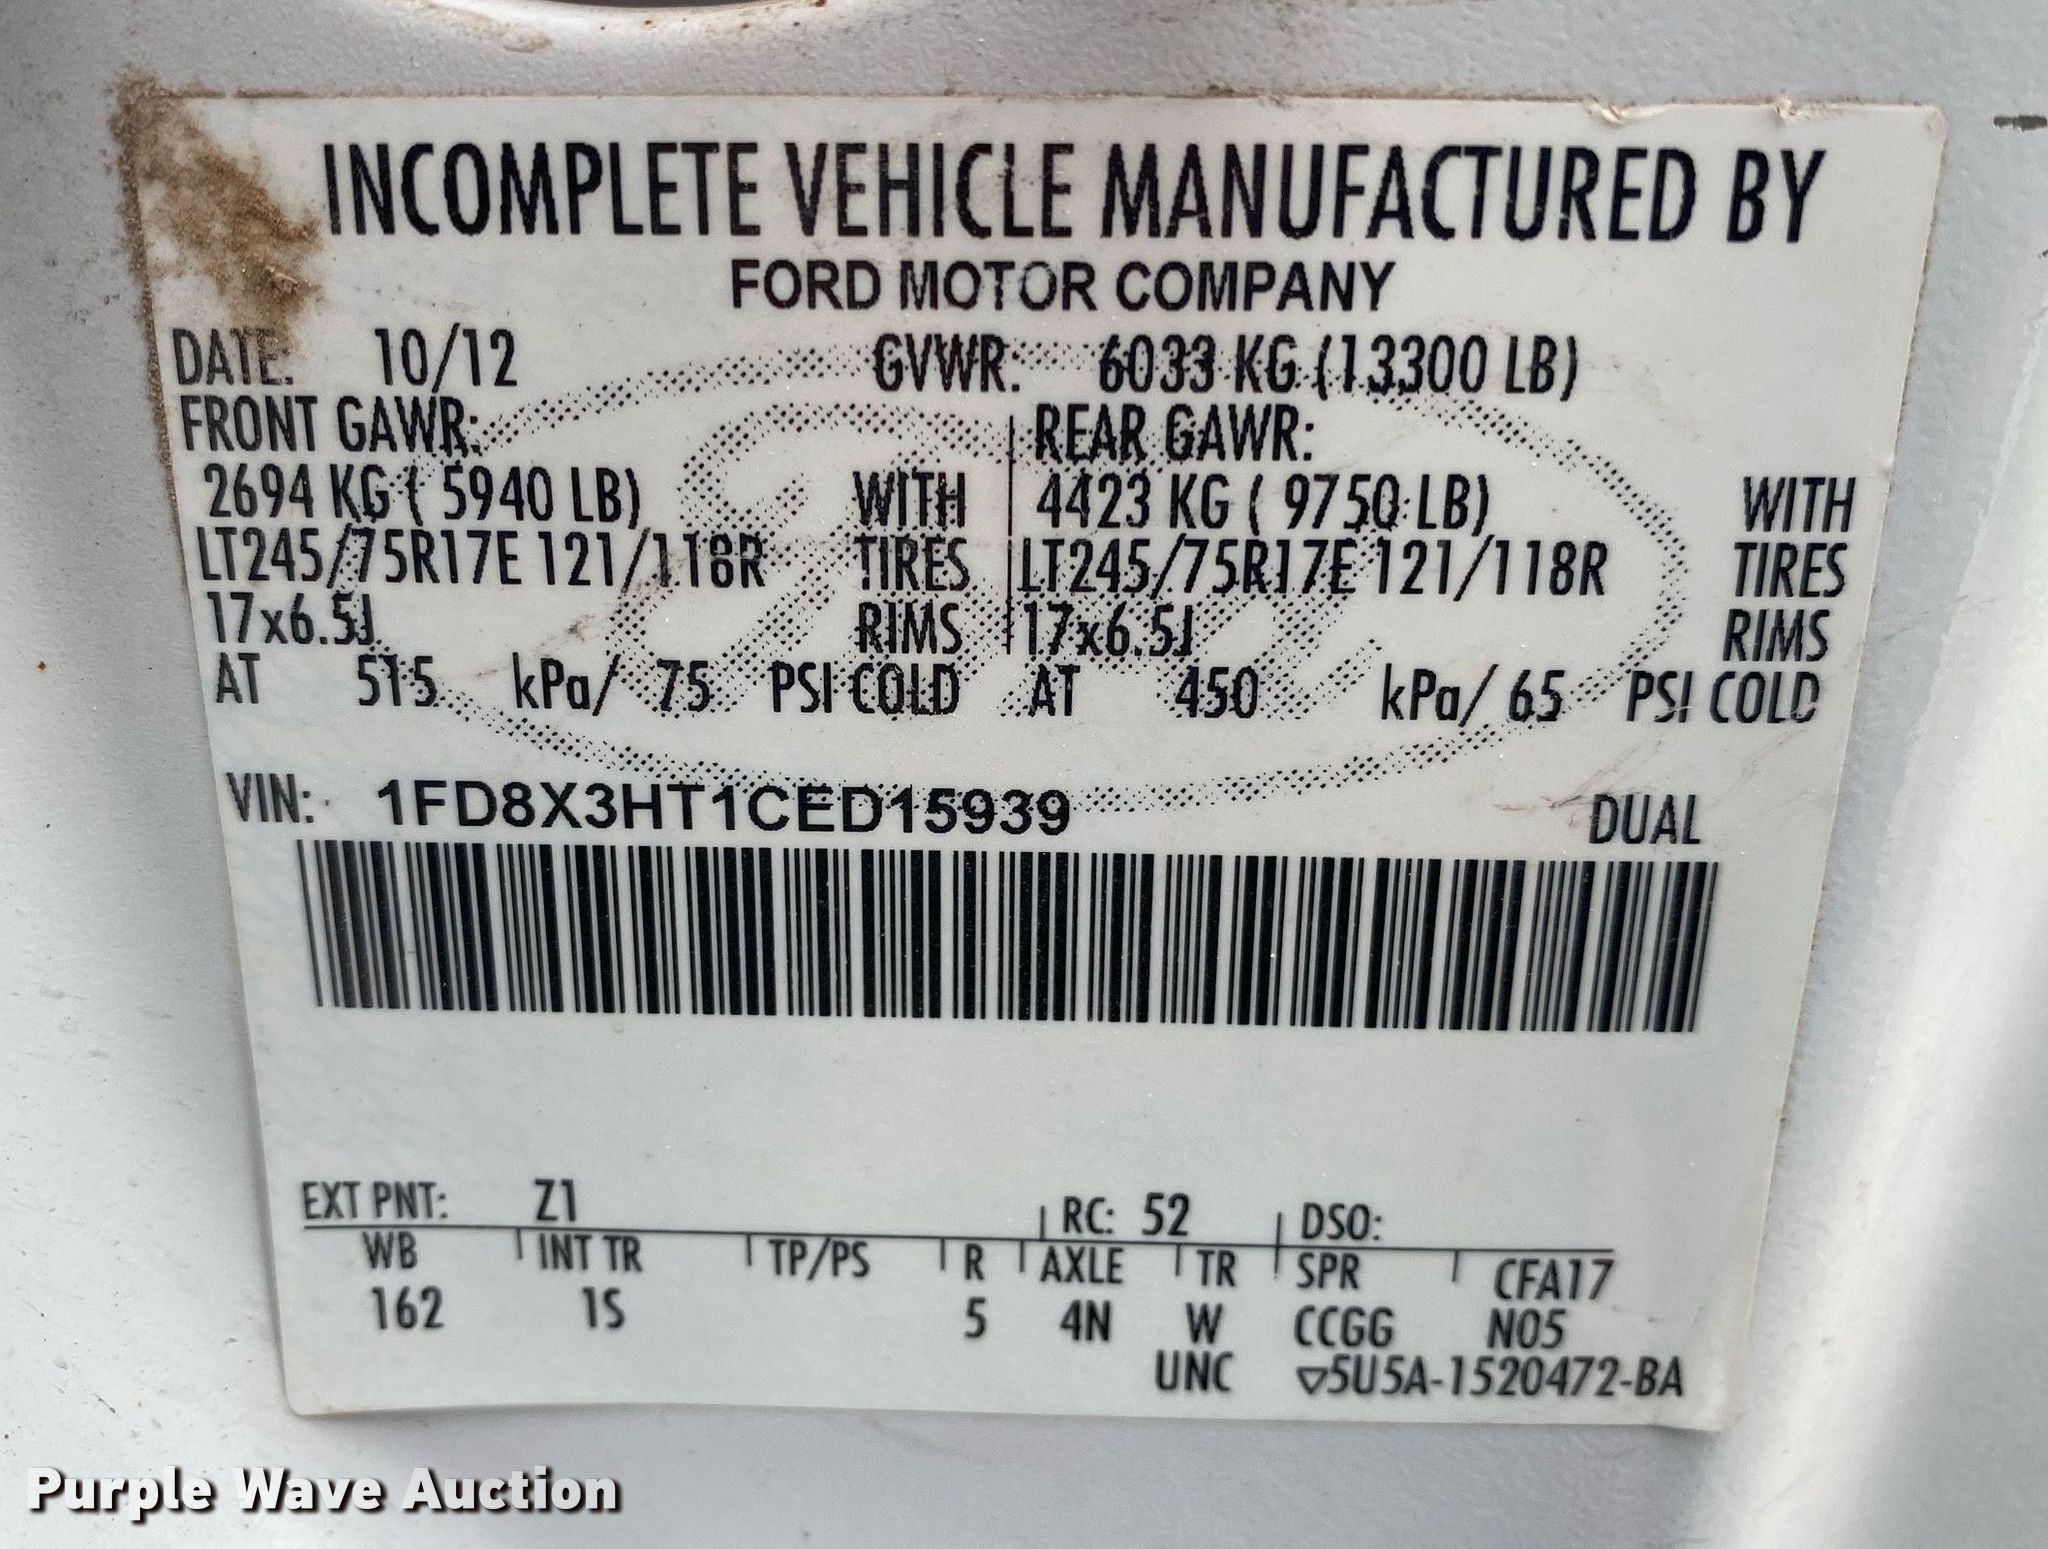 INCOMPLETE VEHICLE MANUFACTURED BY
FORD MOTOR COMPANY
DATE: 10/12 GVWR: 6033 KG (13300 LB)
FRONT GAWR: REAR GAWR:
2694 KG ( 5940 LB) WITH 4423 KG ( 9750 LB) WITH
LT245/75R17E 121/118R TIRES LT245/75R17E 121/118R TIRES
17x6.5J RIMS 17x6.5J RIMS
AT 515 kPa/ 75 PSI COLD AT 450 kPa/ 65 PSI COLD
VIN: 1FD8X3HT1CED15939 DUAL
EXT PNT: Z1 RC: 52 DSO:
WB INT TR TP/PS R AXLE TR SPR CFA17
162 1S 5 4N W CCGG N05
UNC ▽5U5A-1520472-BA
Purple Wave Auction